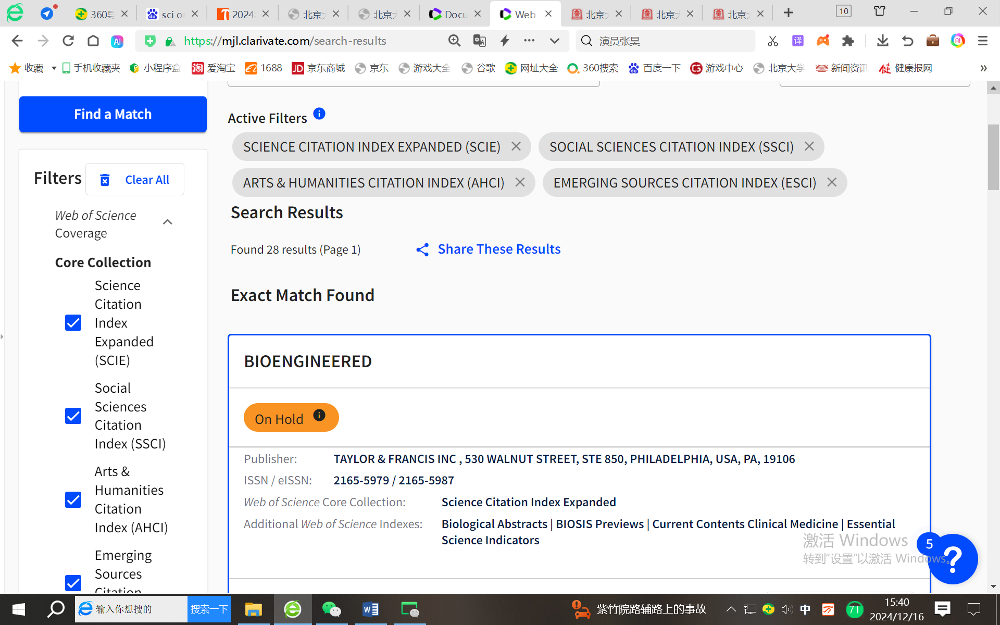 360导
sci or
2024
北京大
北京大
Docu
Web
北京大
北京大
北京大
10
https://mjl.clarivate.com/search-results
演员张昊
收藏
手机收藏夹
小程序盒
爱淘宝
1688
京东商城
京东
游戏大全
谷歌
网址大全
360搜索
百度一下
游戏中心
北京大学
新闻资讯
健康报网
Find a Match
Active Filters
SCIENCE CITATION INDEX EXPANDED (SCIE)
SOCIAL SCIENCES CITATION INDEX (SSCI)
ARTS & HUMANITIES CITATION INDEX (AHCI)
EMERGING SOURCES CITATION INDEX (ESCI)
Filters
Clear All
Web of Science
Coverage
Core Collection
Science
Citation
Index
Expanded
(SCIE)
Social
Sciences
Citation
Index (SSCI)
Arts &
Humanities
Citation
Index (AHCI)
Emerging
Sources
Citation
Search Results
Found 28 results (Page 1)
Share These Results
Exact Match Found
BIOENGINEERED
On Hold
Publisher: TAYLOR & FRANCIS INC , 530 WALNUT STREET, STE 850, PHILADELPHIA, USA, PA, 19106
ISSN / eISSN: 2165-5979 / 2165-5987
Web of Science Core Collection: Science Citation Index Expanded
Additional Web of Science Indexes: Biological Abstracts | BIOSIS Previews | Current Contents Clinical Medicine | Essential
Science Indicators
激活 Windows
转到“设置”以激活 Windows。
5
输入你想搜的
搜索一下
紫竹院路辅路上的事故
中
71
15:40
2024/12/16